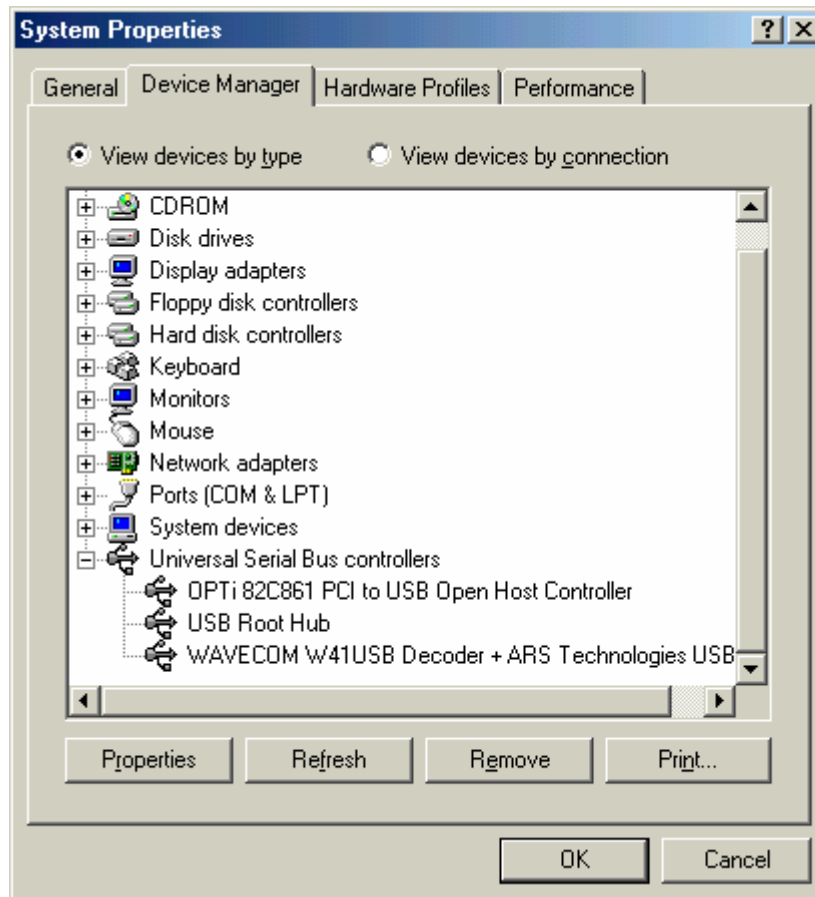 System Properties
General Device Manager Hardware Profiles Performance
View devices by type View devices by connection
CDROM
Disk drives
Display adapters
Floppy disk controllers
Hard disk controllers
Keyboard
Monitors
Mouse
Network adapters
Ports (COM & LPT)
System devices
Universal Serial Bus controllers
OPTi 82C861 PCI to USB Open Host Controller
USB Root Hub
WAVECOM W41USB Decoder + ARS Technologies USB
Properties Refresh Remove Print...
OK Cancel